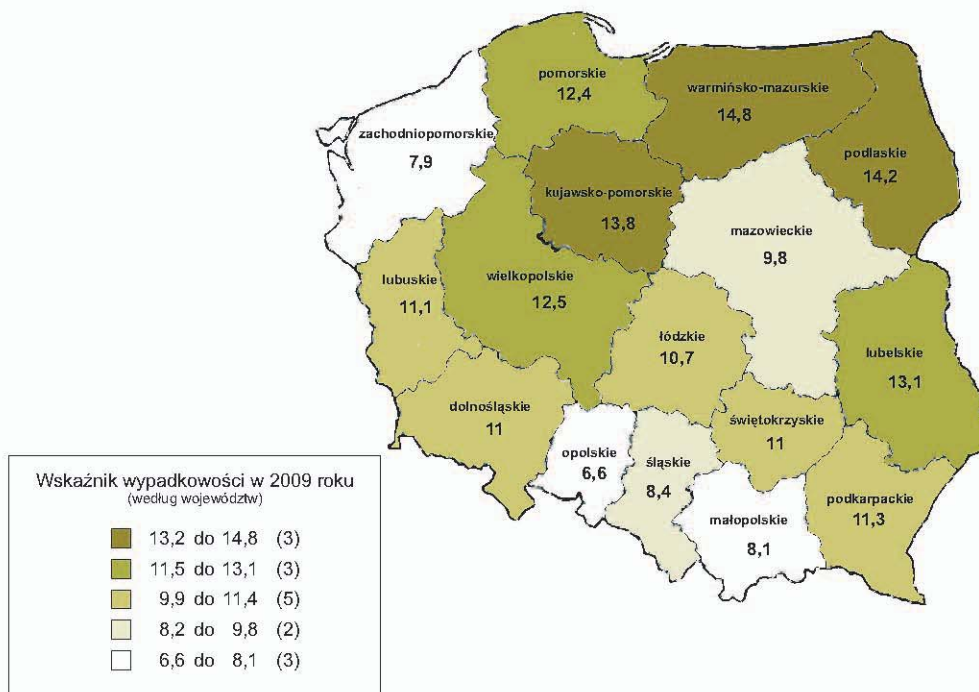 pomorskie
12,4
warmińsko-mazurskie
14,8
zachodniopomorskie
7,9
podlaskie
14,2
kujawsko-pomorskie
13,8
mazowieckie
9,8
lubuskie
11,1
wielkopolskie
12,5
łódzkie
10,7
lubelskie
13,1
dolnośląskie
11
świętokrzyskie
11
opolskie
6,6
śląskie
8,4
podkarpackie
11,3
małopolskie
8,1
Wskaźnik wypadkowości w 2009 roku
(według województw)
13,2 do 14,8 (3)
11,5 do 13,1 (3)
9,9 do 11,4 (5)
8,2 do 9,8 (2)
6,6 do 8,1 (3)